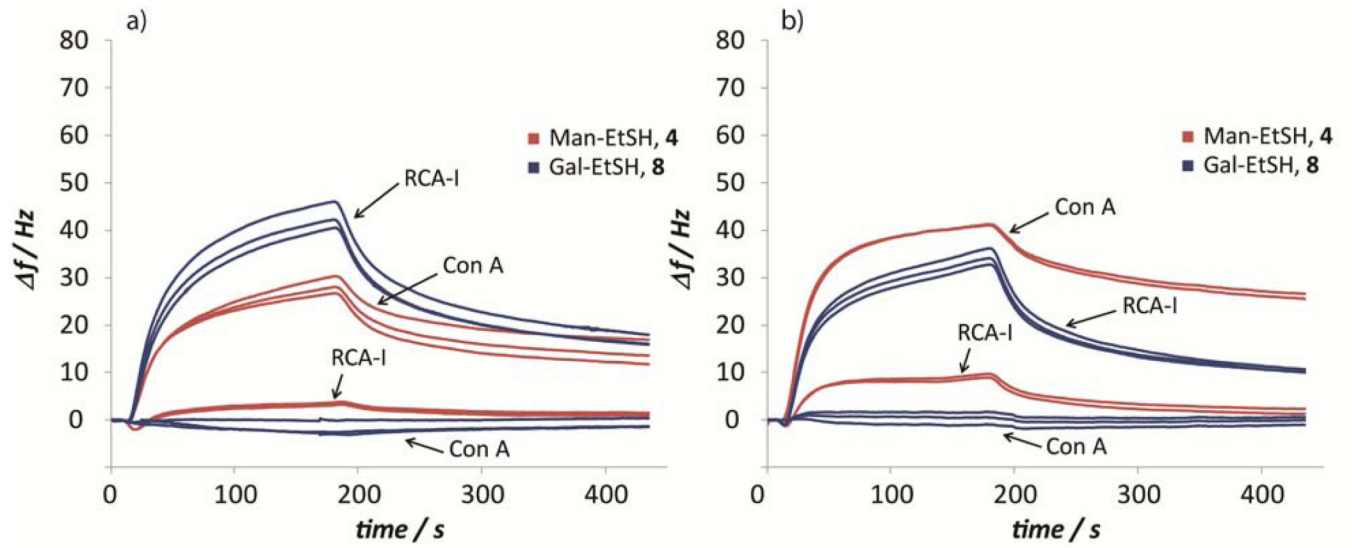 a)
80
70
60
50
40
30
20
10
0
Δf / Hz
0 100 200 300 400
time / s
Man-EtSH, 4
Gal-EtSH, 8
RCA-I
Con A
RCA-I
Con A
b)
80
70
60
50
40
30
20
10
0
Δf / Hz
0 100 200 300 400
time / s
Man-EtSH, 4
Gal-EtSH, 8
Con A
RCA-I
RCA-I
Con A